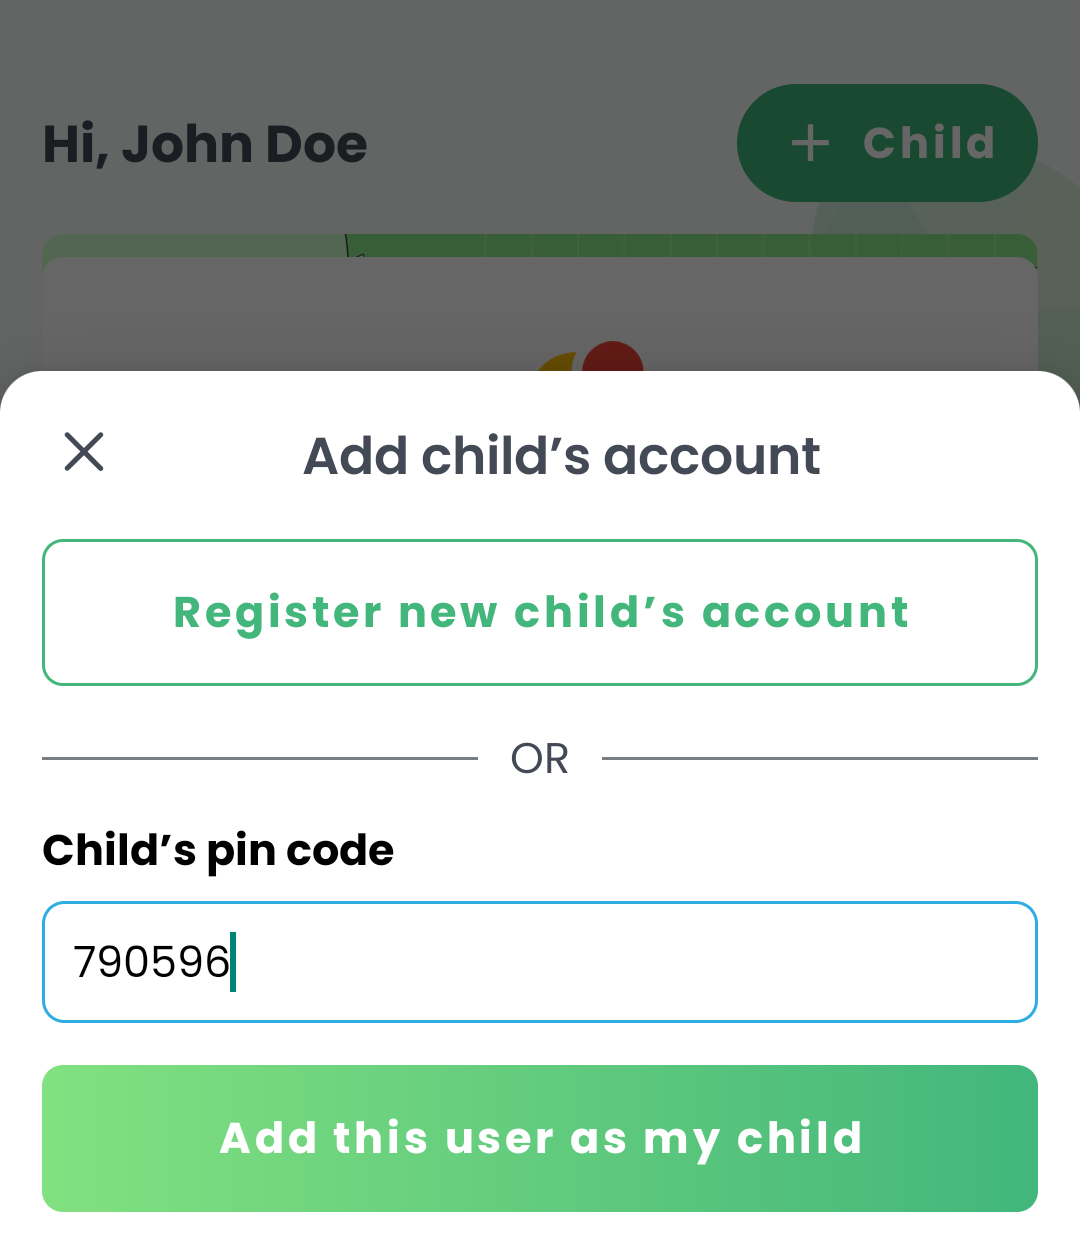 Hi, John Doe
+ Child
Add child’s account
Register new child’s account
OR
Child’s pin code
790596
Add this user as my child